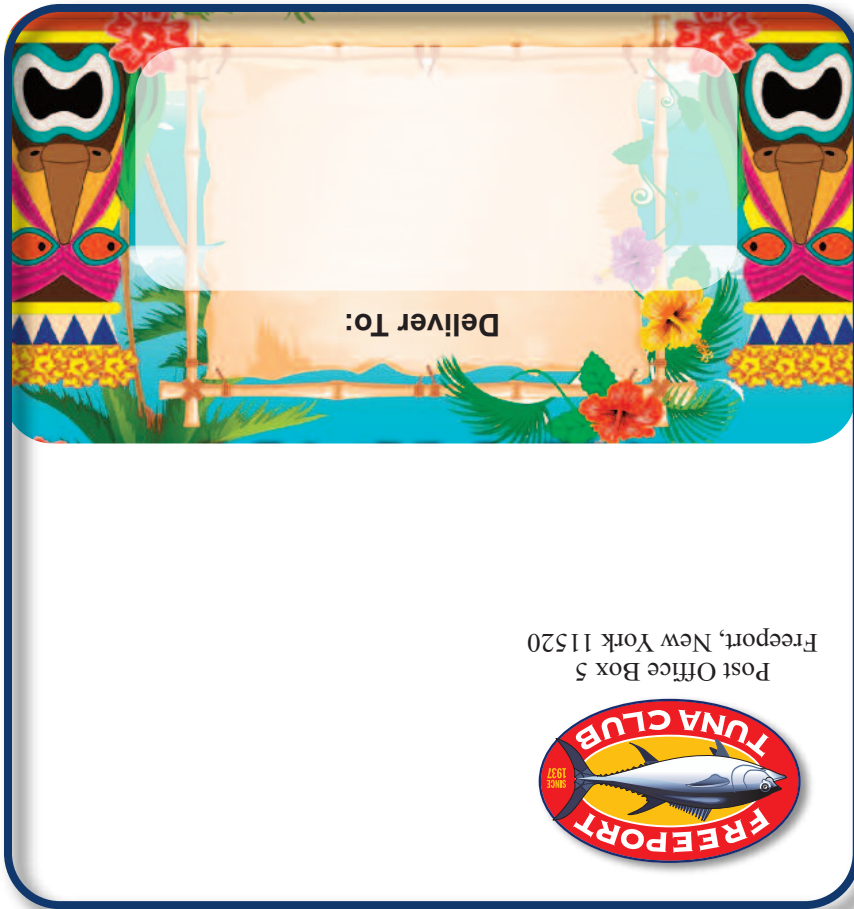 FREEPORT
SINCE
1937
TUNA CLUB
Post Office Box 5
Freeport, New York 11520
Deliver To: